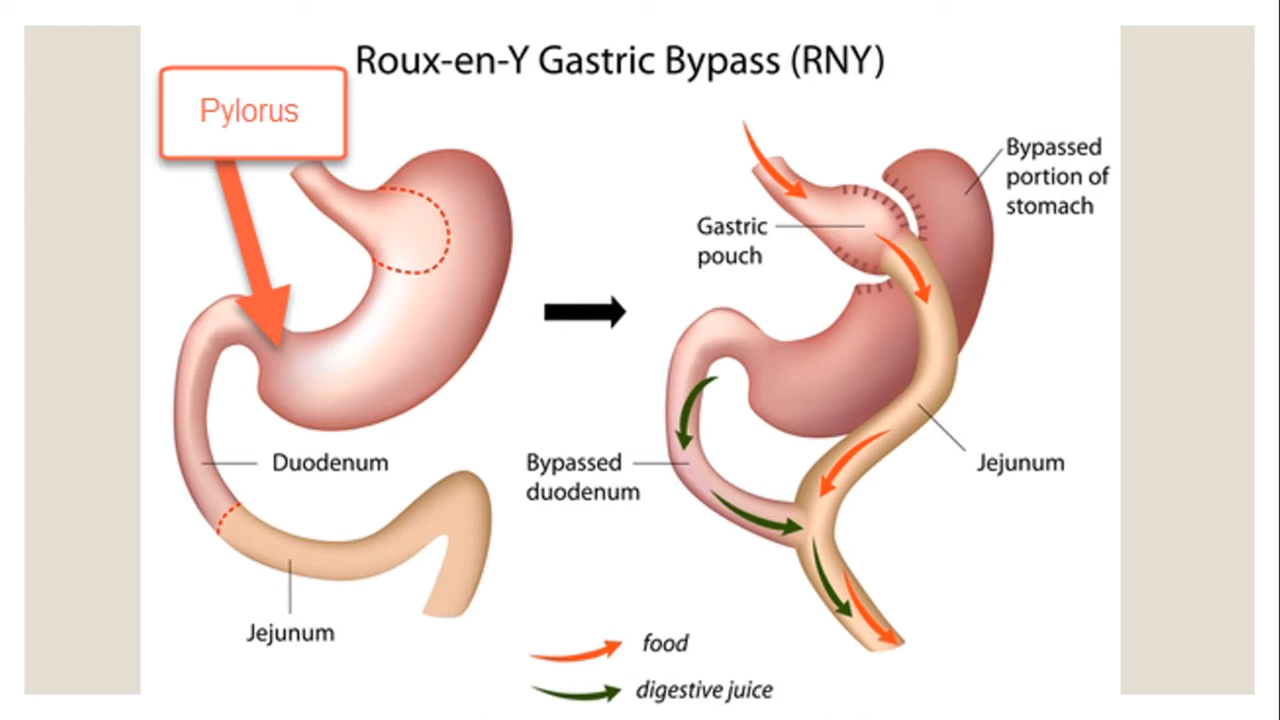 Roux-en-Y Gastric Bypass (RNY)
Pylorus
Duodenum
Jejunum
Gastric
pouch
Bypassed
portion of
stomach
Bypassed
duodenum
Jejunum
food
digestive juice